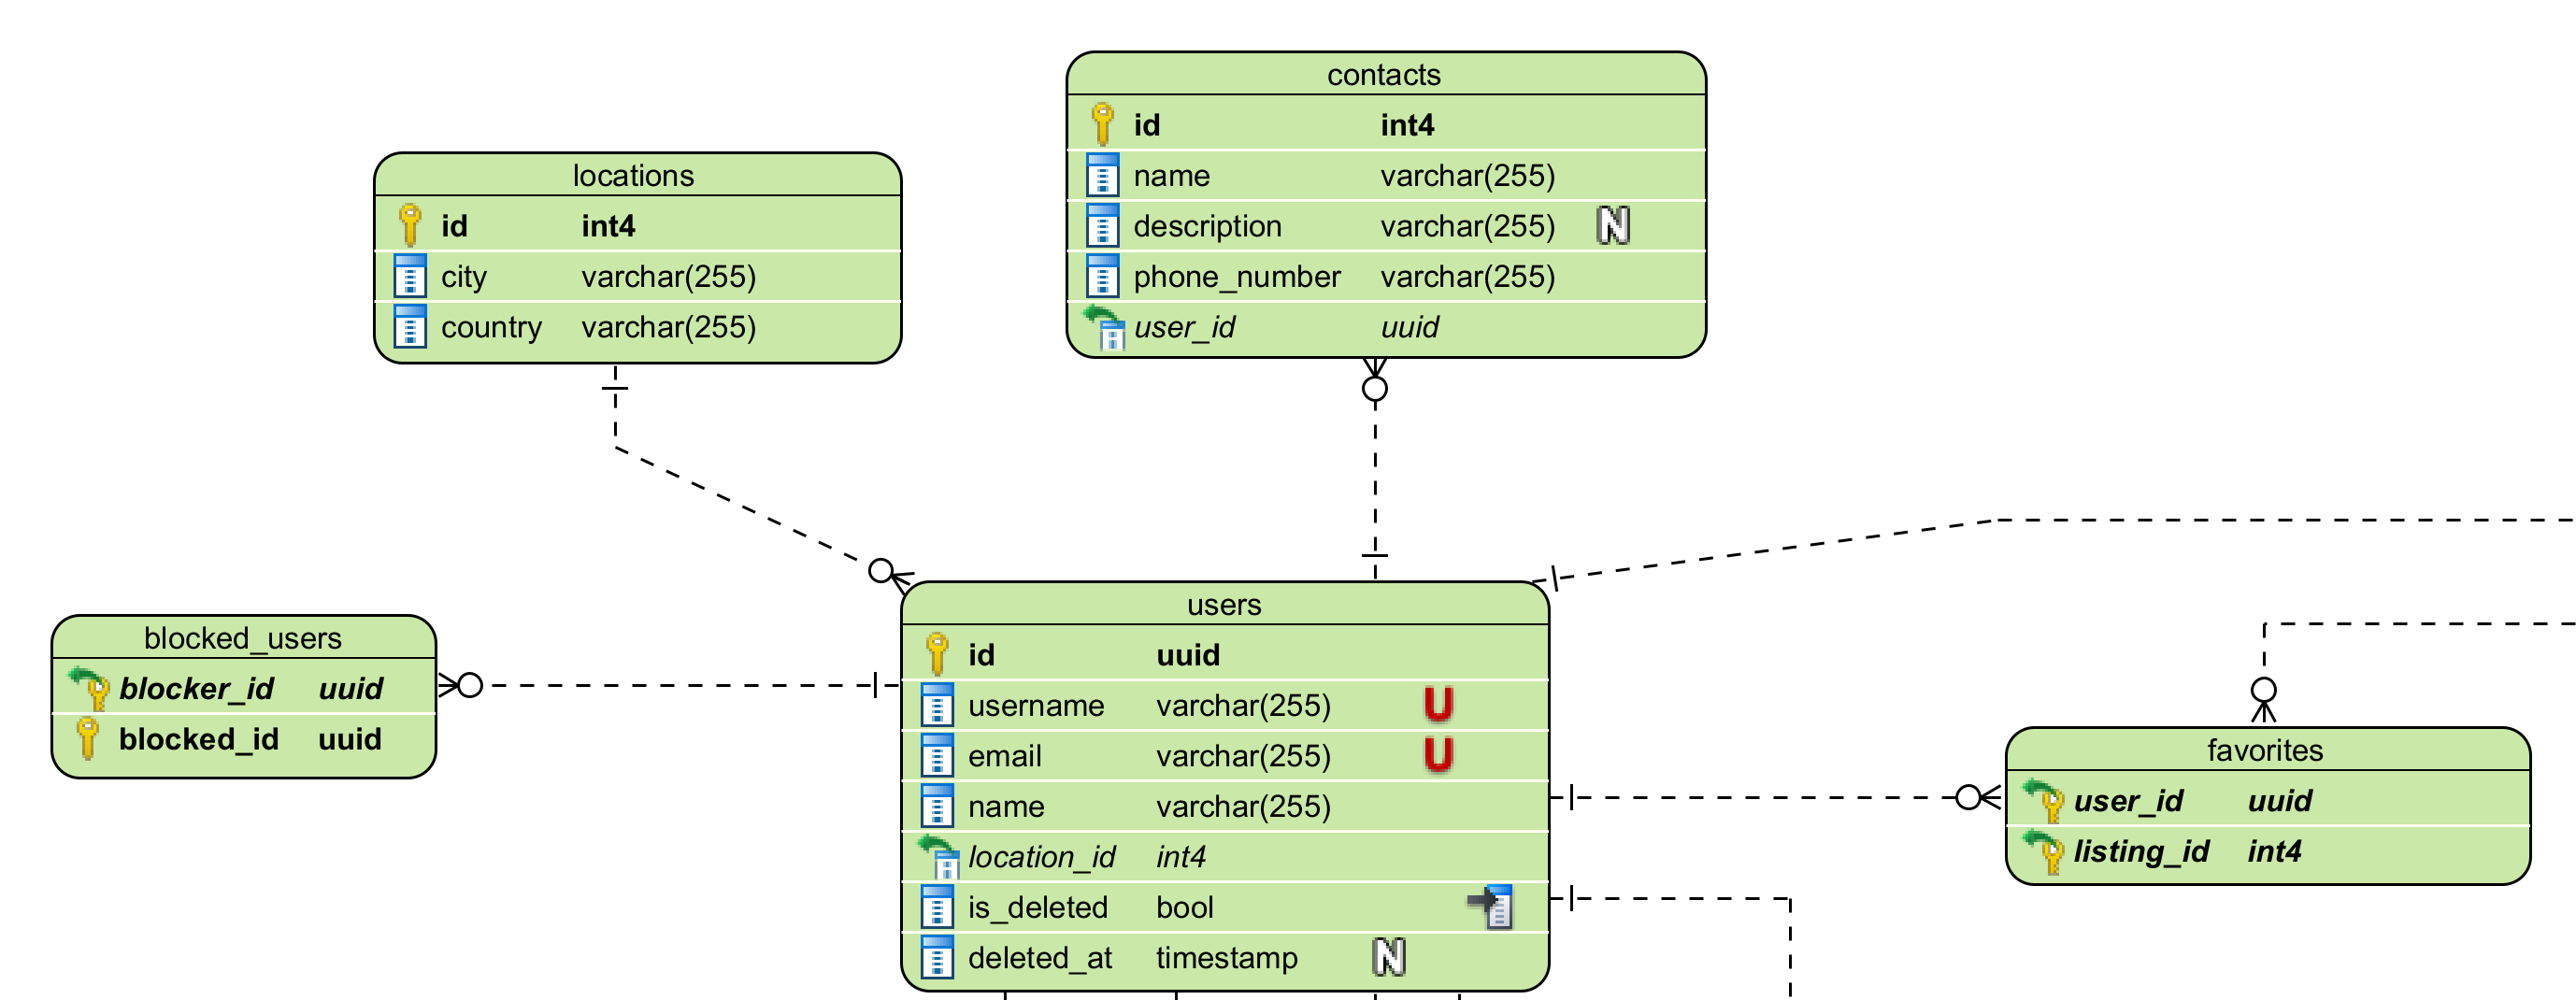 contacts
id int4
name varchar(255)
description varchar(255) N
phone_number varchar(255)
user_id uuid
locations
id int4
city varchar(255)
country varchar(255)
users
id uuid
username varchar(255) U
email varchar(255) U
name varchar(255)
location_id int4
is_deleted bool
deleted_at timestamp N
blocked_users
blocker_id uuid
blocked_id uuid
favorites
user_id uuid
listing_id int4